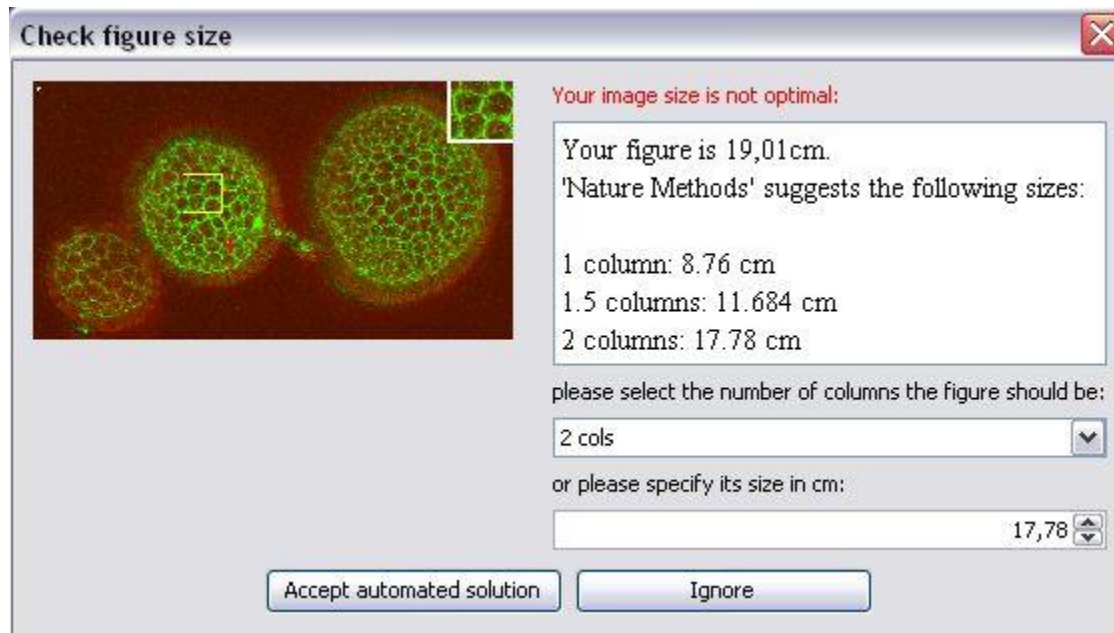 Check figure size
Your image size is not optimal:
Your figure is 19,01cm.
'Nature Methods' suggests the following sizes:
1 column: 8.76 cm
1.5 columns: 11.684 cm
2 columns: 17.78 cm
please select the number of columns the figure should be:
2 cols
or please specify its size in cm:
17,78
Accept automated solution
Ignore